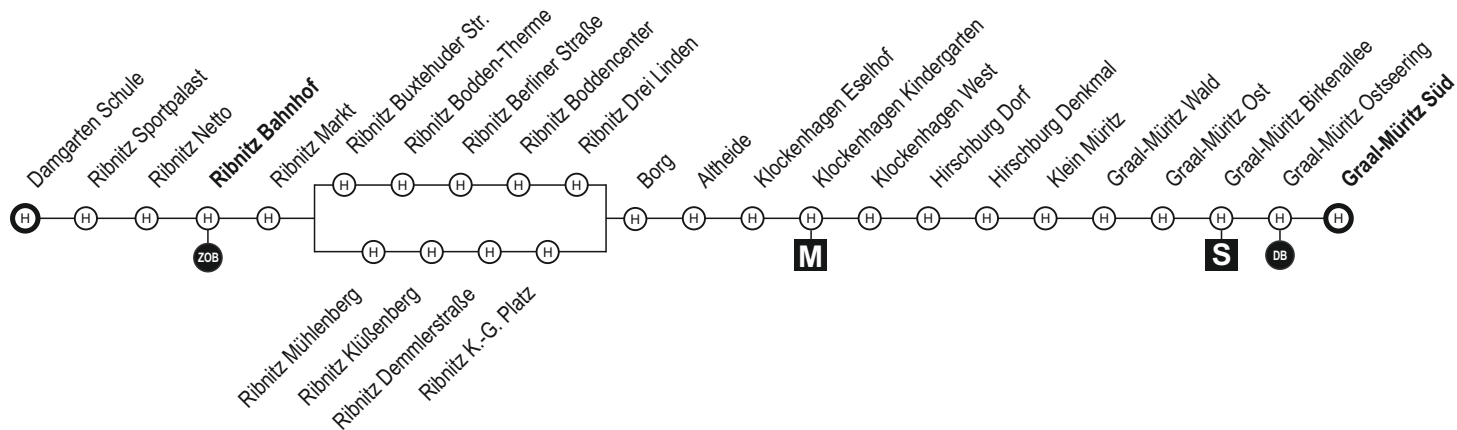 Damgarten Schule
Ribnitz Sportpalast
Ribnitz Netto
Ribnitz Bahnhof
Ribnitz Markt
Ribnitz Buxtehuder Str.
Ribnitz Bodden-Therme
Ribnitz Berliner Straße
Ribnitz Boddencenter
Ribnitz Drei Linden
Borg
Altheide
Klockenhagen Eselhof
Klockenhagen Kindergarten
Klockenhagen West
Hirschburg Dorf
Hirschburg Denkmal
Klein Müritz
Graal-Müritz Wald
Graal-Müritz Ost
Graal-Müritz Birkenallee
Graal-Müritz Ostseering
Graal-Müritz Süd
H H H H H
H H H H H H H H H H H H H
H H H H H
H H H H
ZOB
M
S
DB
Ribnitz Mühlenberg
Ribnitz Klüßenberg
Ribnitz Demmlerstraße
Ribnitz K.-G. Platz